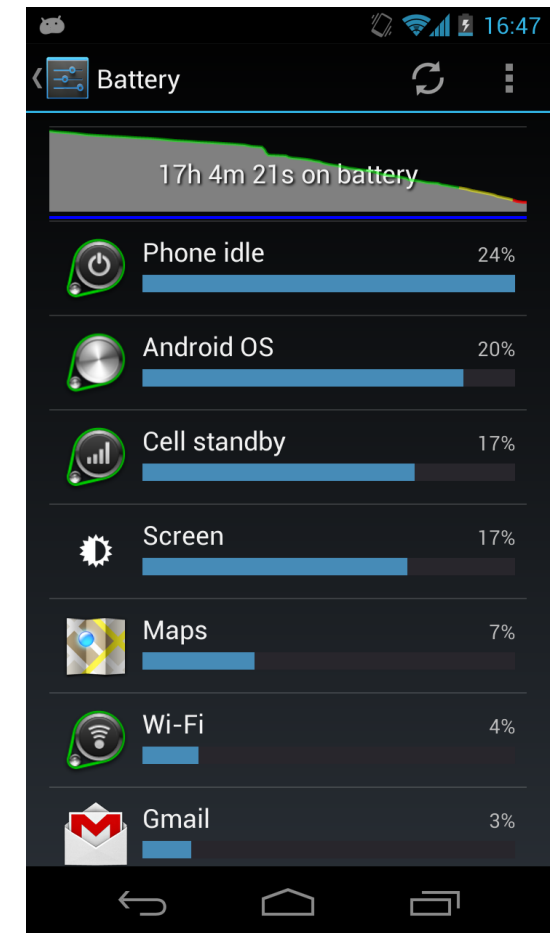 16:47
Battery
17h 4m 21s on battery
Phone idle 24%
Android OS 20%
Cell standby 17%
Screen 17%
Maps 7%
Wi-Fi 4%
Gmail 3%